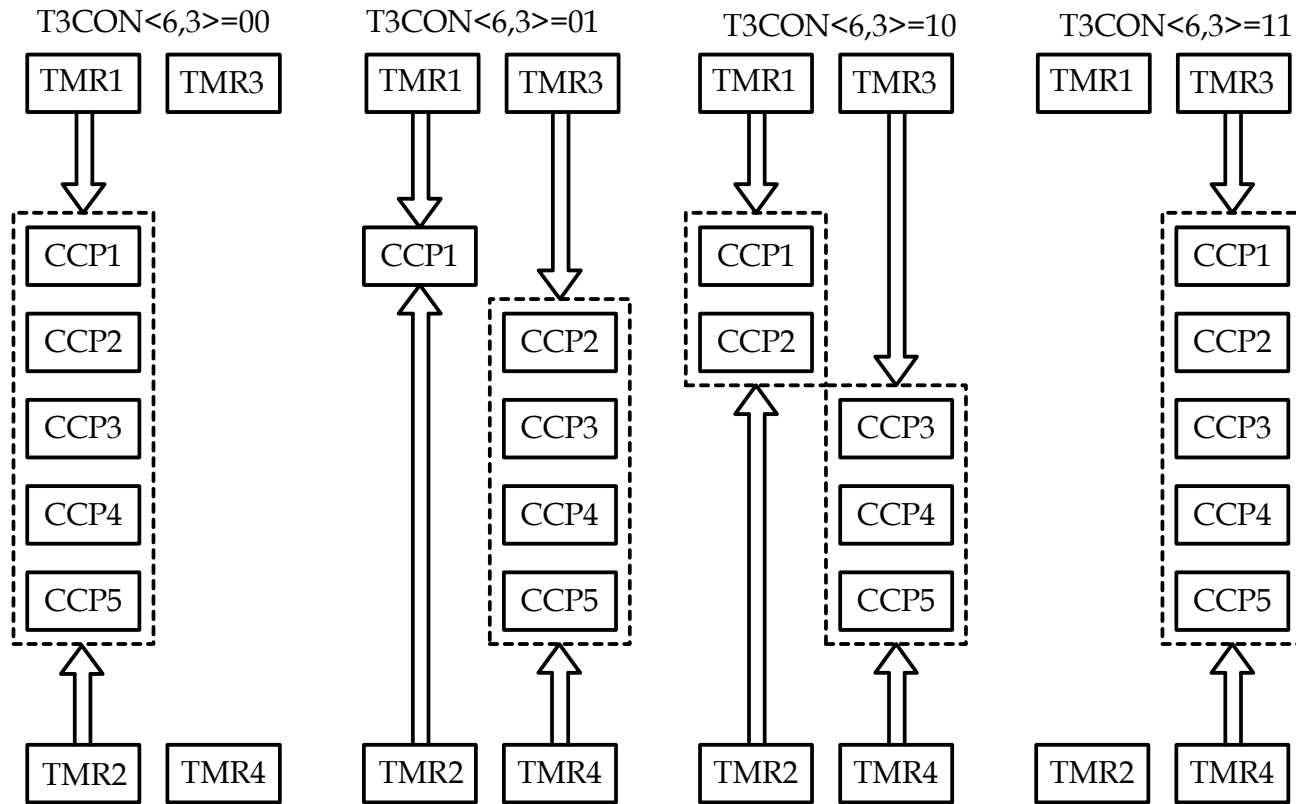 T3CON<6,3>=00 T3CON<6,3>=01 T3CON<6,3>=10 T3CON<6,3>=11
TMR1 TMR3 TMR1 TMR3 TMR1 TMR3 TMR1 TMR3
CCP1 CCP1 CCP1 CCP1
CCP2 CCP2 CCP2 CCP2
CCP3 CCP3 CCP3 CCP3
CCP4 CCP4 CCP4 CCP4
CCP5 CCP5 CCP5 CCP5
TMR2 TMR4 TMR2 TMR4 TMR2 TMR4 TMR2 TMR4